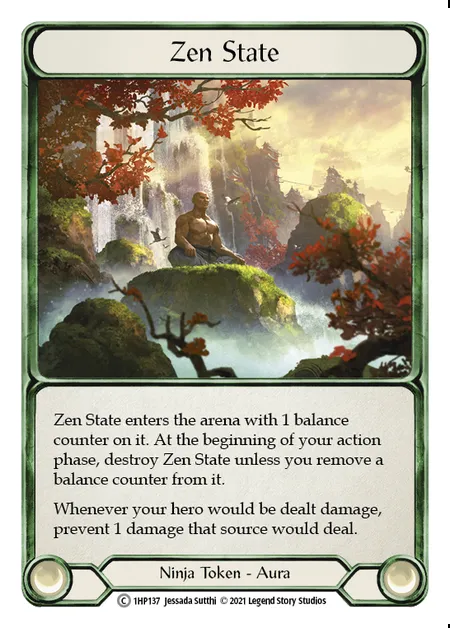 Zen State
Zen State enters the arena with 1 balance
counter on it. At the beginning of your action
phase, destroy Zen State unless you remove a
balance counter from it.
Whenever your hero would be dealt damage,
prevent 1 damage that source would deal.
Ninja Token - Aura
C 1HP137 Jessada Sutthi © 2021 Legend Story Studios